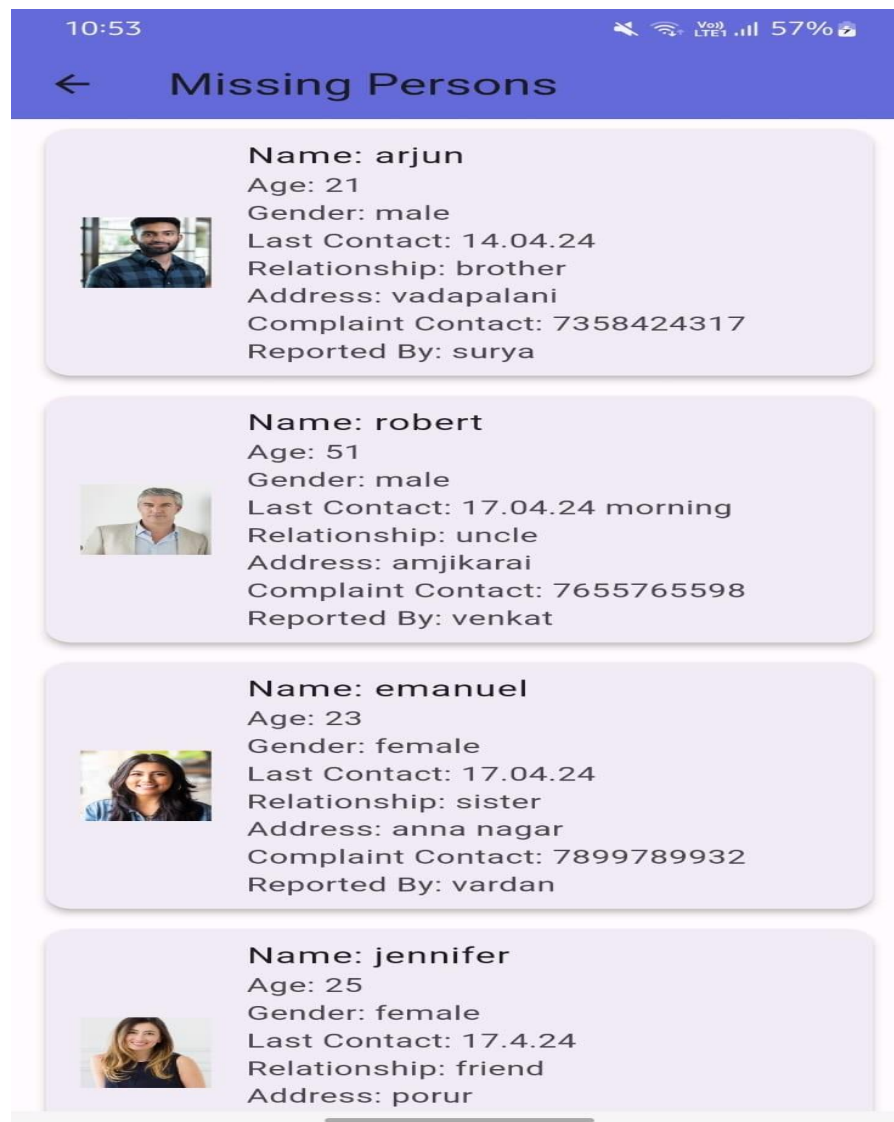 10:53
Vo)) LTE1 57%
Missing Persons
Name: arjun
Age: 21
Gender: male
Last Contact: 14.04.24
Relationship: brother
Address: vadapalani
Complaint Contact: 7358424317
Reported By: surya
Name: robert
Age: 51
Gender: male
Last Contact: 17.04.24 morning
Relationship: uncle
Address: amjikarai
Complaint Contact: 7655765598
Reported By: venkat
Name: emanuel
Age: 23
Gender: female
Last Contact: 17.04.24
Relationship: sister
Address: anna nagar
Complaint Contact: 7899789932
Reported By: vardan
Name: jennifer
Age: 25
Gender: female
Last Contact: 17.4.24
Relationship: friend
Address: porur